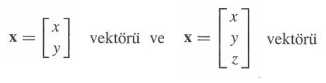 x = [x y] vektörü ve x = [x y z] vektörü